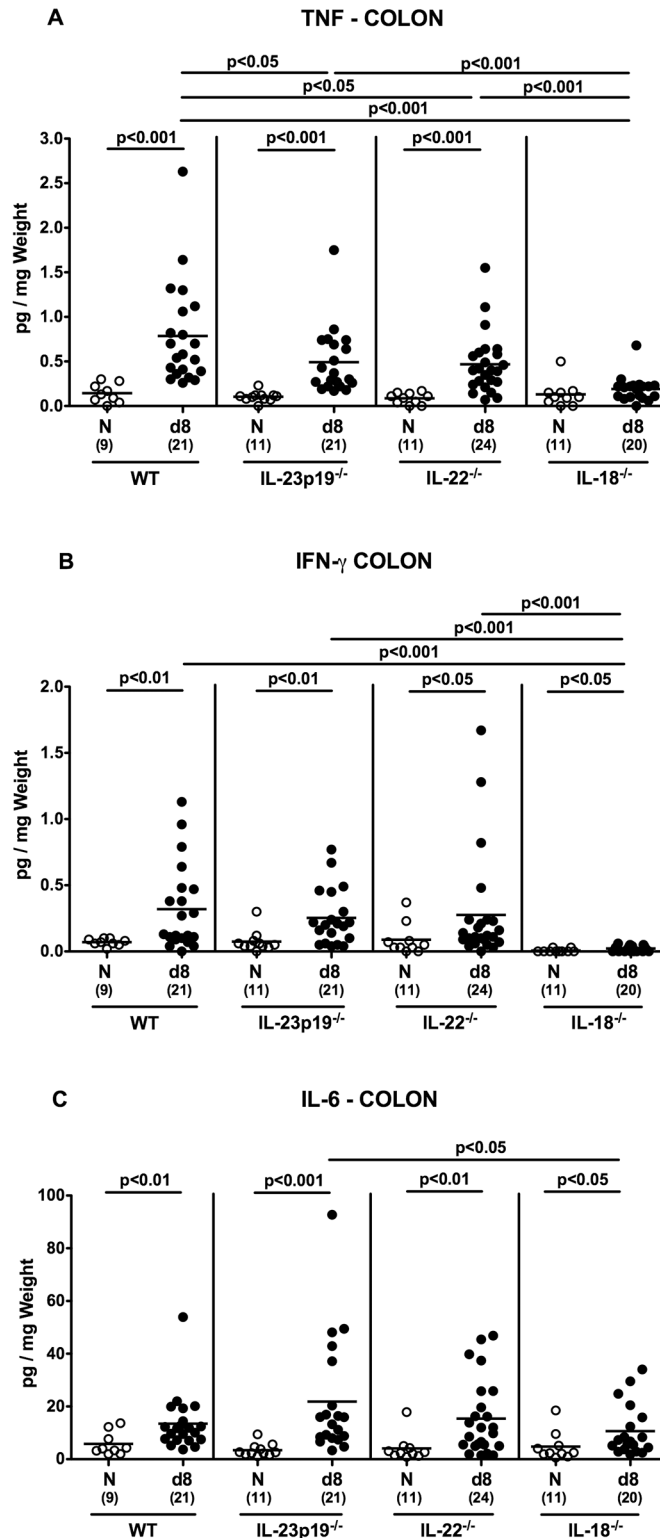 A
TNF - COLON
p<0.05 p<0.001
p<0.05 p<0.001
p<0.001
p<0.001 p<0.001 p<0.001
pg / mg Weight
3.0
2.5
2.0
1.5
1.0
0.5
0.0
N d8 N d8 N d8 N d8
(9) (21) (11) (21) (11) (24) (11) (20)
WT IL-23p19-/- IL-22-/- IL-18-/-
B
IFN-γ COLON
p<0.001
p<0.001
p<0.001
p<0.01 p<0.01 p<0.05 p<0.05
pg / mg Weight
2.0
1.5
1.0
0.5
0.0
N d8 N d8 N d8 N d8
(9) (21) (11) (21) (11) (24) (11) (20)
WT IL-23p19-/- IL-22-/- IL-18-/-
C
IL-6 - COLON
p<0.05
p<0.01 p<0.001 p<0.01 p<0.05
pg / mg Weight
100
80
60
40
20
0
N d8 N d8 N d8 N d8
(9) (21) (11) (21) (11) (24) (11) (20)
WT IL-23p19-/- IL-22-/- IL-18-/-